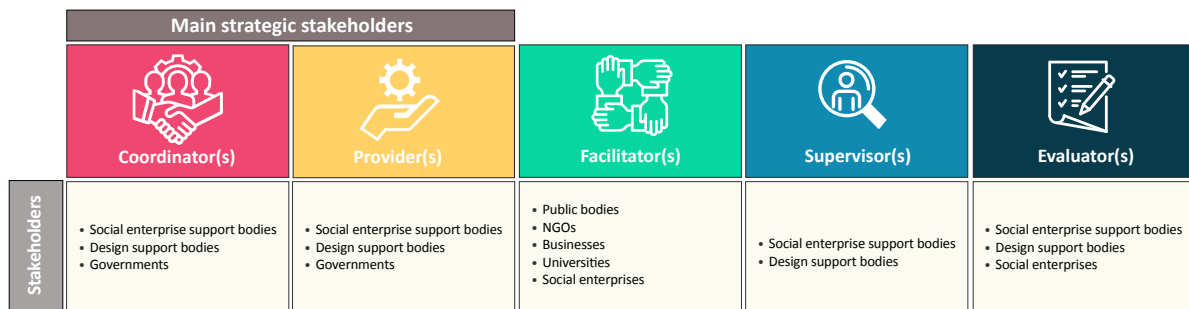 Main strategic stakeholders
Coordinator(s)
Provider(s)
Facilitator(s)
Supervisor(s)
Evaluator(s)
Stakeholders
• Social enterprise support bodies
• Design support bodies
• Governments
• Social enterprise support bodies
• Design support bodies
• Governments
• Public bodies
• NGOs
• Businesses
• Universities
• Social enterprises
• Social enterprise support bodies
• Design support bodies
• Social enterprise support bodies
• Design support bodies
• Social enterprises